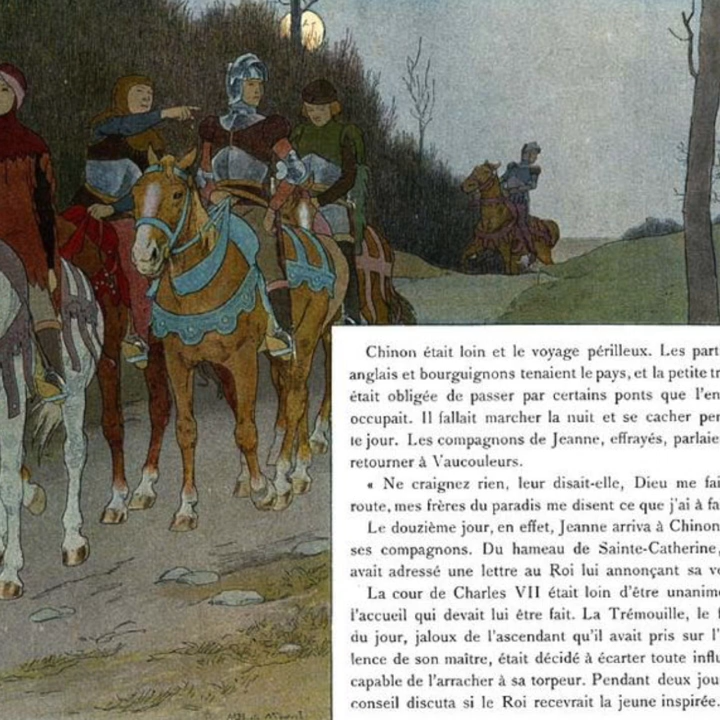 Chinon était loin et le voyage périlleux. Les parti
anglais et bourguignons tenaient le pays, et la petite tr
était obligée de passer par certains ponts que l'en
occupait. Il fallait marcher la nuit et se cacher pen
le jour. Les compagnons de Jeanne, effrayés, parlaie
retourner à Vaucouleurs.
« Ne craignez rien, leur disait-elle, Dieu me fai
route, mes frères du paradis me disent ce que j'ai à fa
Le douzième jour, en effet, Jeanne arriva à Chinon
ses compagnons. Du hameau de Sainte-Catherine,
avait adressé une lettre au Roi lui annonçant sa ve
La cour de Charles VII était loin d'être unanime
l'accueil qui devait lui être fait. La Trémouille, le f
du jour, jaloux de l'ascendant qu'il avait pris sur l'
lence de son maître, était décidé à écarter toute influ
capable de l'arracher à sa torpeur. Pendant deux jou
conseil discuta si le Roi recevrait la jeune inspirée.